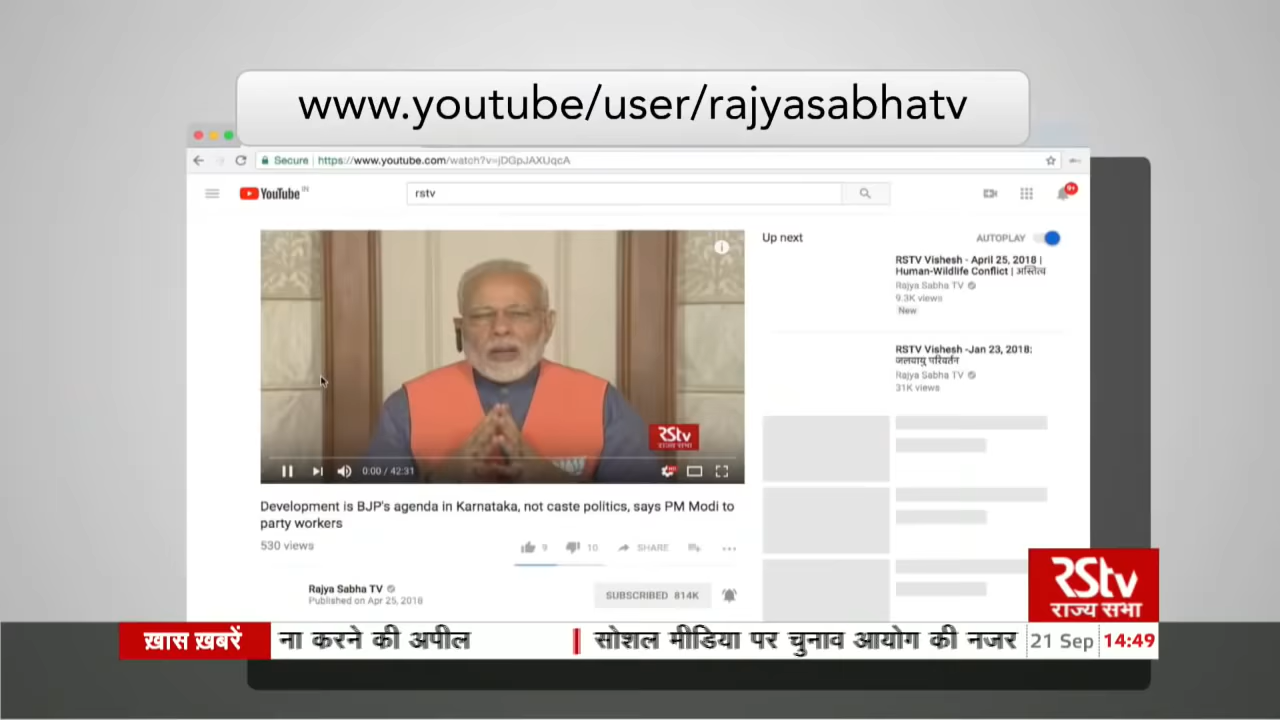 www.youtube/user/rajyasabhatv
Secure https://www.youtube.com/watch?v=jDGpJAXUqcA
YouTube IN
rstv
9+
Up next
AUTOPLAY
RSTV Vishesh - April 25, 2018 |
Human-Wildlife Conflict | अस्तित्व
Rajya Sabha TV
9.3K views
New
RSTV Vishesh -Jan 23, 2018:
जलवायु परिवर्तन
Rajya Sabha TV
31K views
RStv
राज्य सभा
0:00 / 42:31
Development is BJP's agenda in Karnataka, not caste politics, says PM Modi to
party workers
530 views
9 10 SHARE
Rajya Sabha TV
Published on Apr 25, 2018
SUBSCRIBED 814K
RStv
राज्य सभा
ख़ास ख़बरें ना करने की अपील सोशल मीडिया पर चुनाव आयोग की नजर 21 Sep 14:49